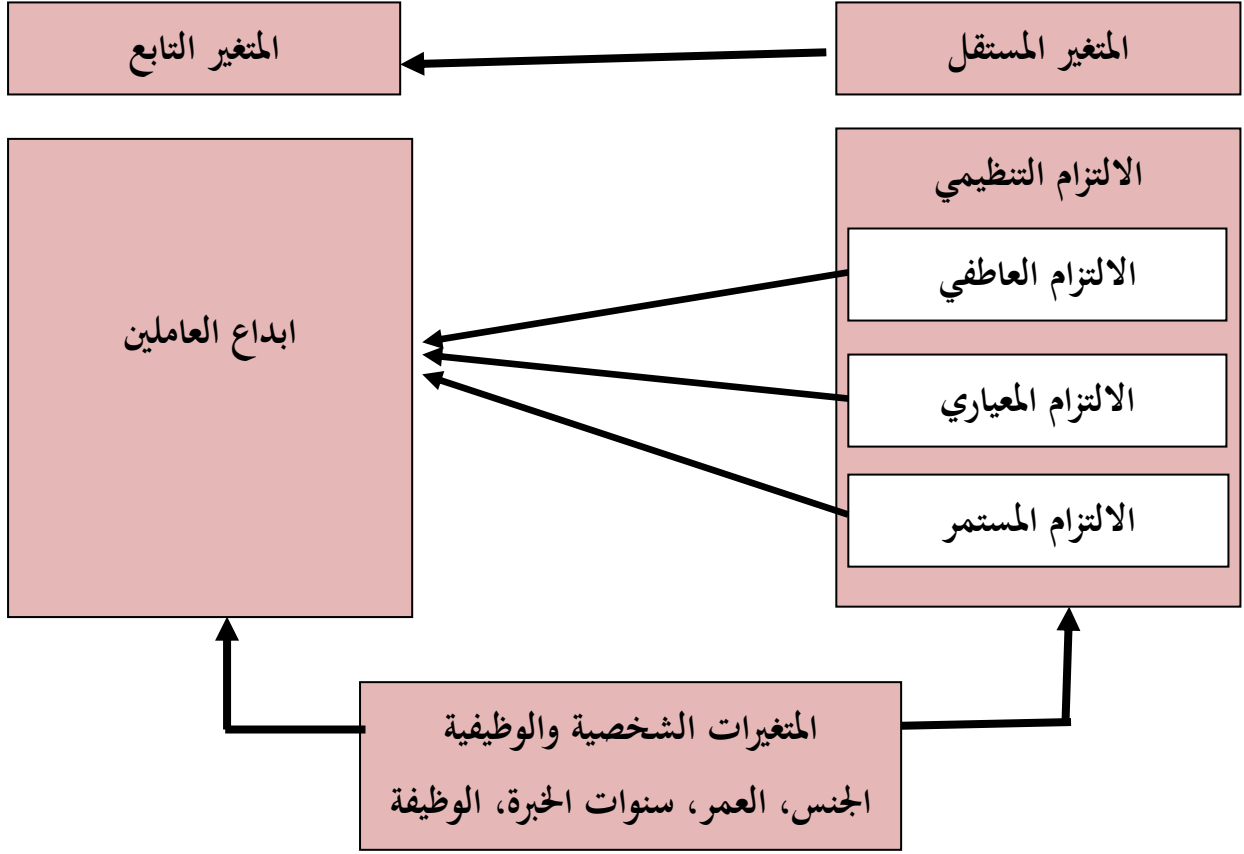 المتغير المستقل
المتغير التابع
الالتزام التنظيمي
الالتزام العاطفي
الالتزام المعياري
الالتزام المستمر
ابداع العاملين
المتغيرات الشخصية والوظيفية
الجنس، العمر، سنوات الخبرة، الوظيفة